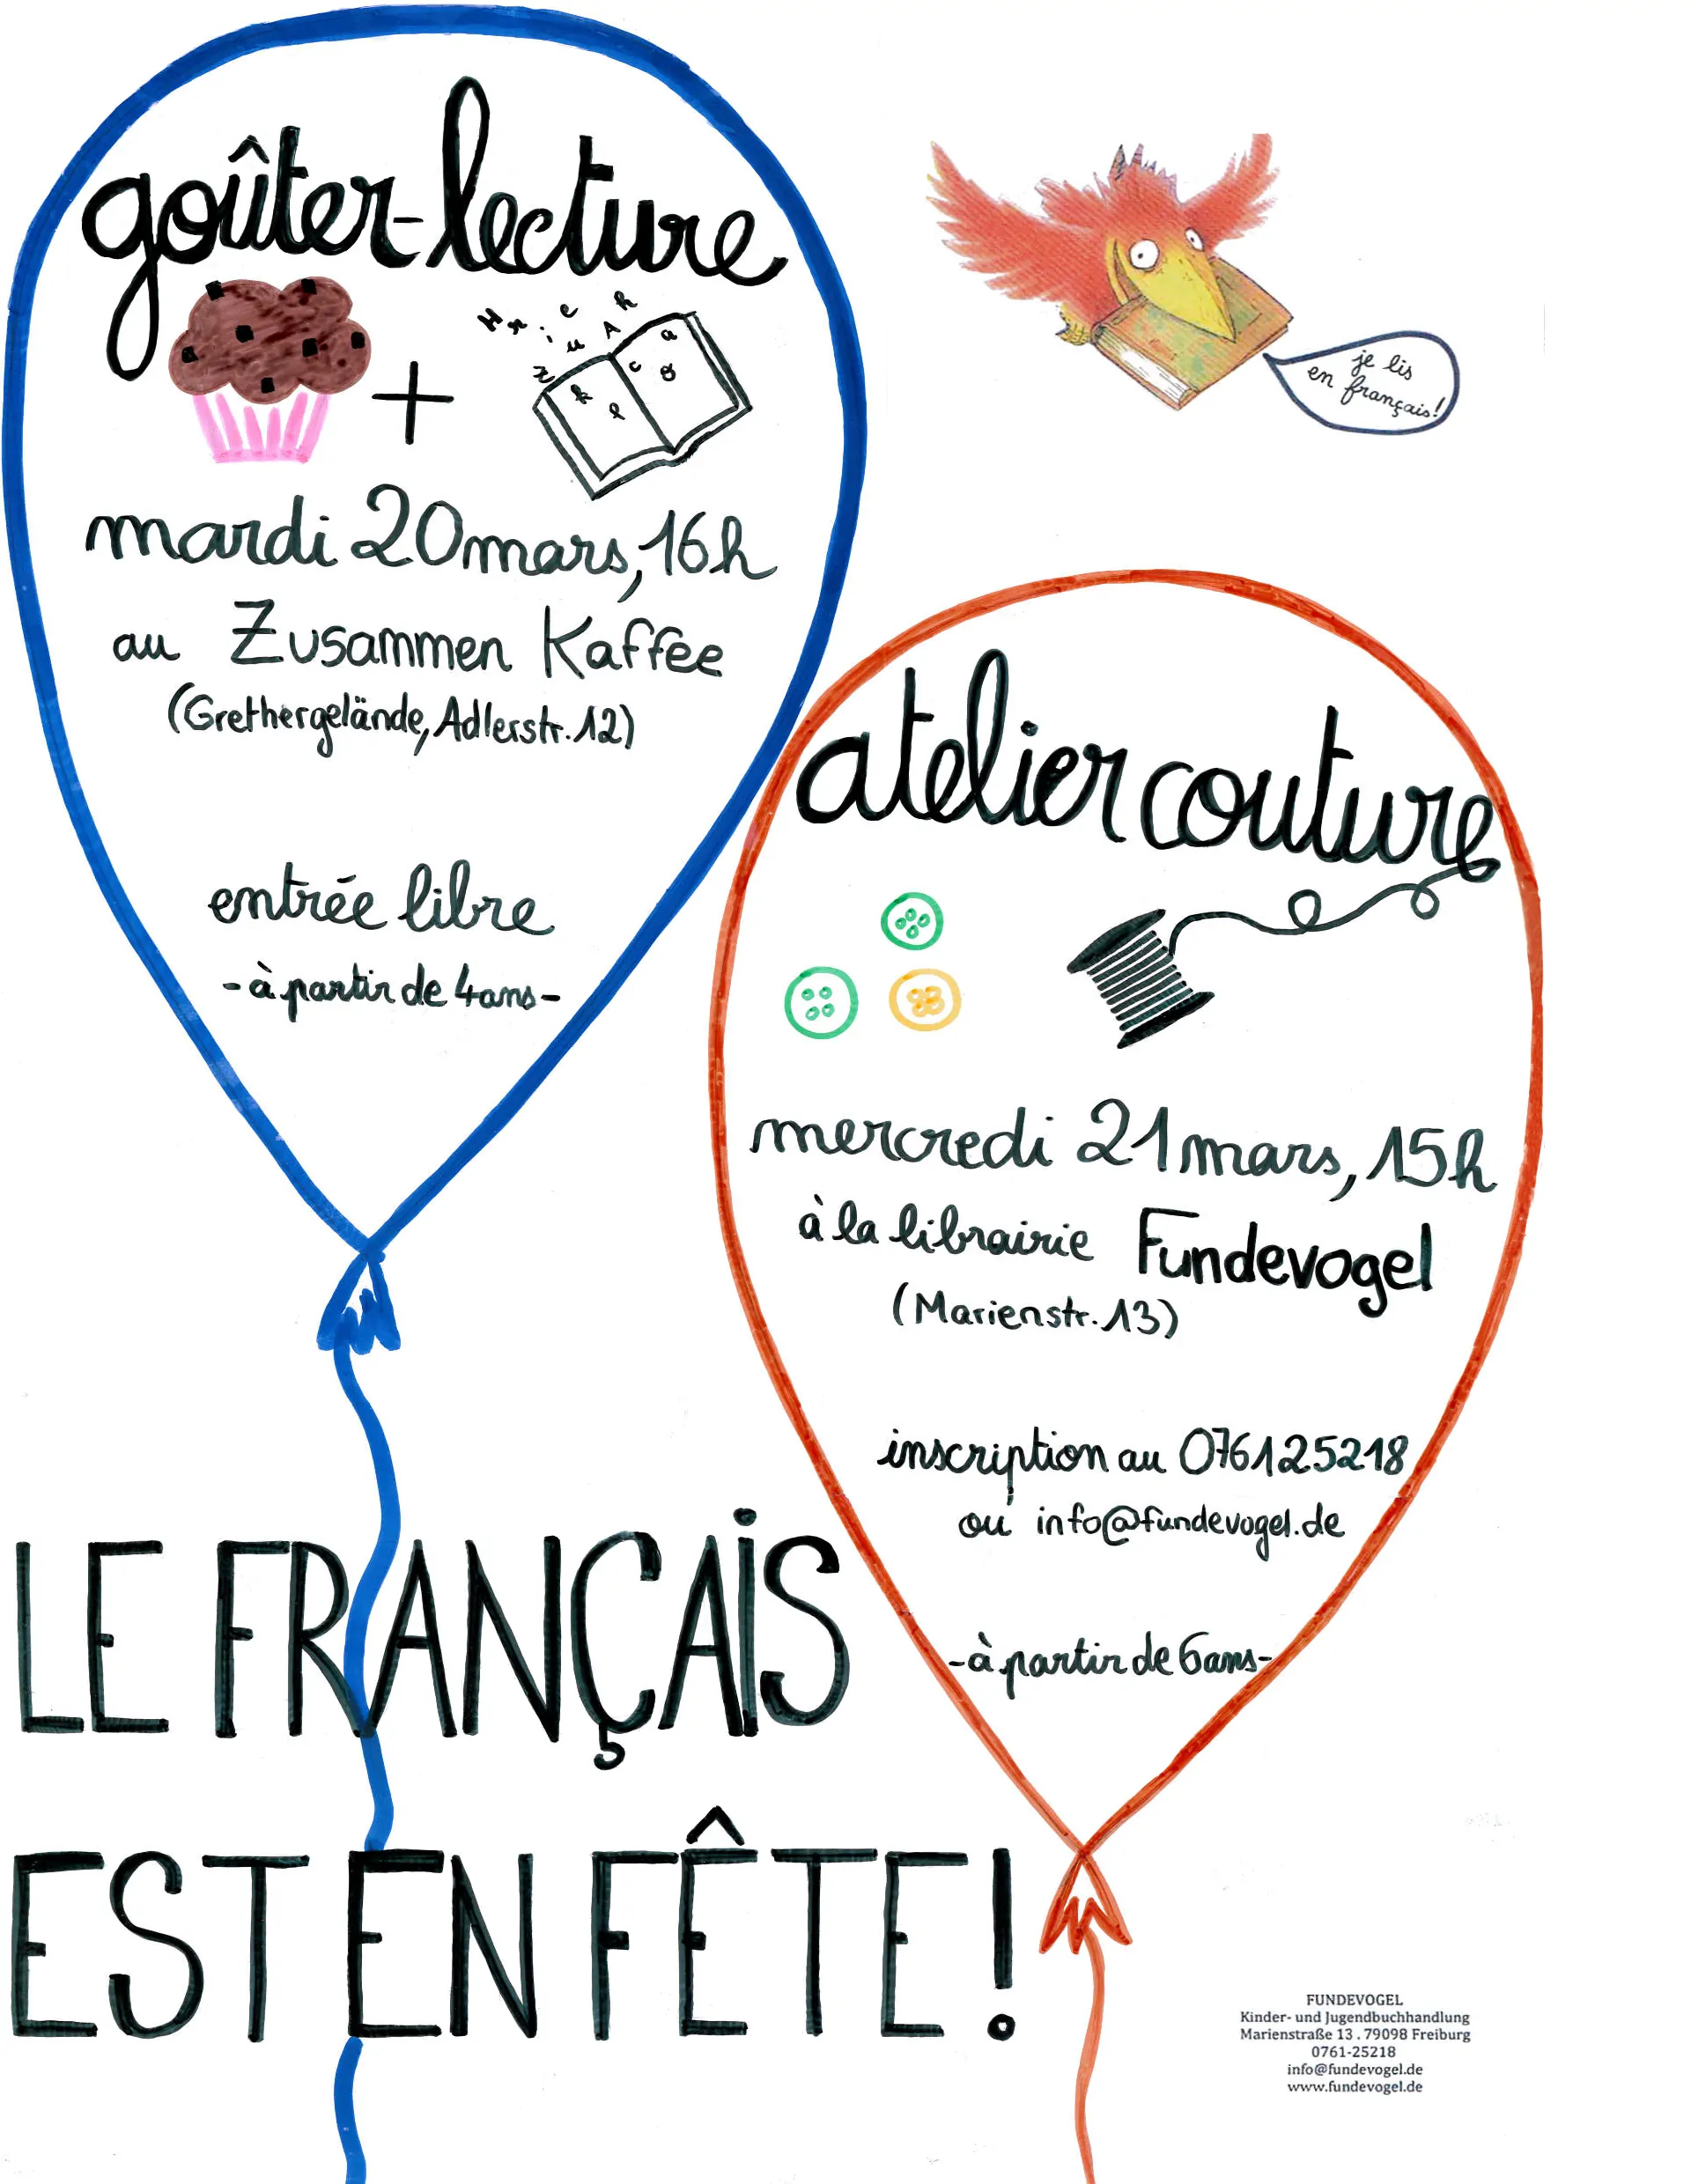 goûter-lecture
mardi 20 mars, 16h
au Zusammen Kaffee
(Grethergelände, Adlerstr. 12)
entrée libre
- à partir de 4 ans -
je lis
en français!
atelier couture
mercredi 21 mars, 15h
à la librairie Fundevogel
(Marienstr. 13)
inscription au 076125218
ou info@fundevogel.de
- à partir de 6 ans -
LE FRANÇAIS
EST EN FÊTE!
FUNDEVOGEL
Kinder- und Jugendbuchhandlung
Marienstraße 13 . 79098 Freiburg
0761-25218
info@fundevogel.de
www.fundevogel.de